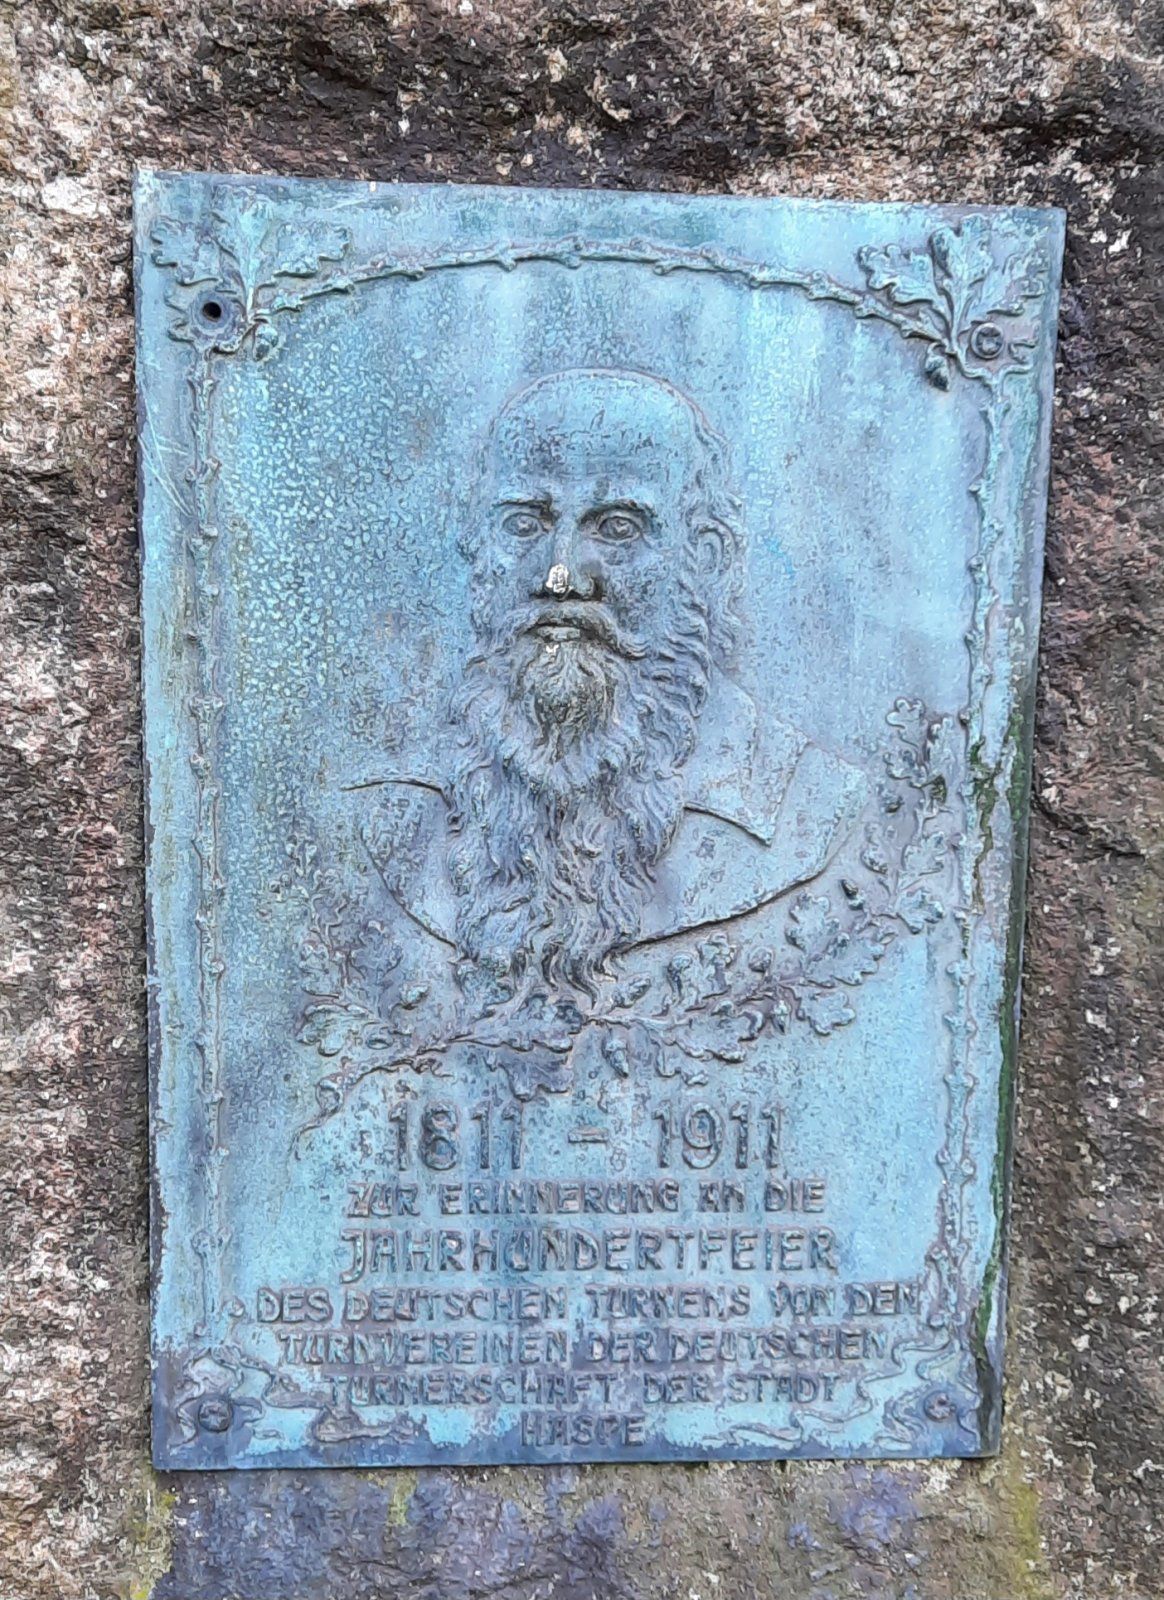 1811 – 1911
ZUR ERINNERUNG AN DIE
JAHRHUNDERTFEIER
DES DEUTSCHEN TURNENS VON DEN
TURNVEREINEN DER DEUTSCHEN
TURNERSCHAFT DER STADT
HASPE